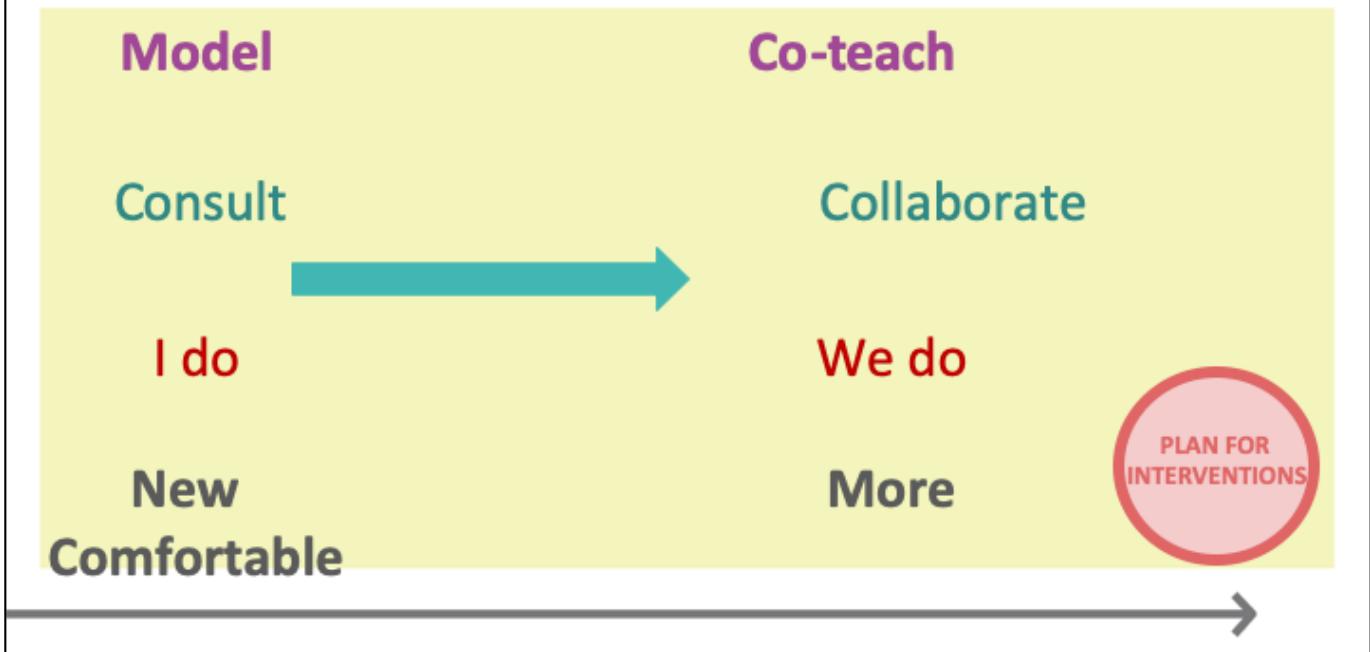 Model Co-teach
Consult Collaborate
I do We do
PLAN FOR
INTERVENTIONS
New More
Comfortable